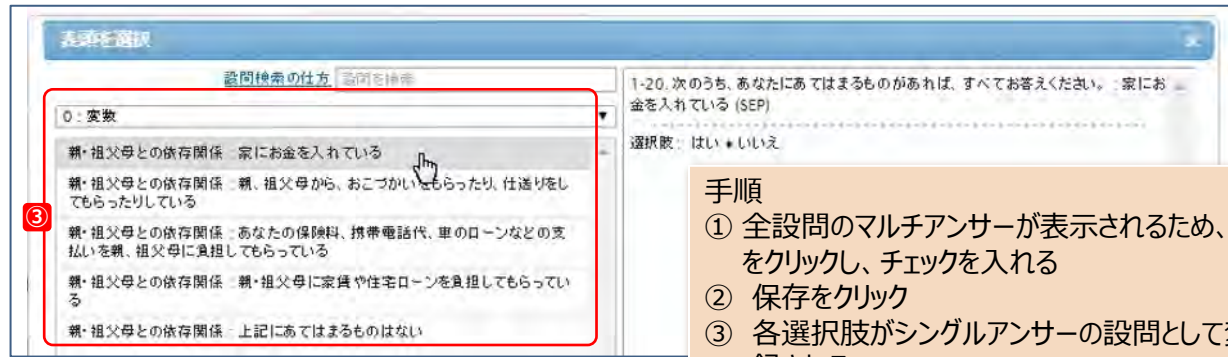 表頭を選択
設問検索の仕方 設問を検索
0：変数
親・祖父母との依存関係：家にお金を入れている
親・祖父母との依存関係：親、祖父母から、おこづかいをもらったり、仕送りをし
てもらったりしている
親・祖父母との依存関係：あなたの保険料、携帯電話代、車のローンなどの支
払いを親、祖父母に負担してもらっている
親・祖父母との依存関係：親・祖父母に家賃や住宅ローンを負担してもらってい
る
親・祖父母との依存関係：上記にあてはまるものはない
③
1-20. 次のうち、あなたにあてはまるものがあれば、すべてお答えください。：家にお
金を入れている (SEP)
選択肢： はい ♦ いいえ
手順
① 全設問のマルチアンサーが表示されるため、
をクリックし、チェックを入れる
② 保存をクリック
③ 各選択肢がシングルアンサーの設問として